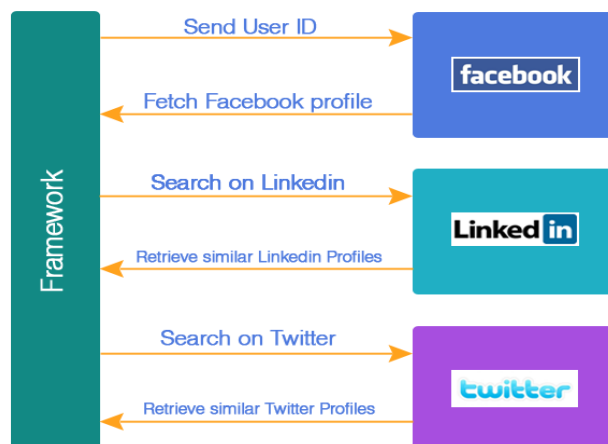 Send User ID
facebook
Fetch Facebook profile
Framework
Search on Linkedin
Linked in
Retrieve similar Linkedin Profiles
Search on Twitter
twitter
Retrieve similar Twitter Profiles